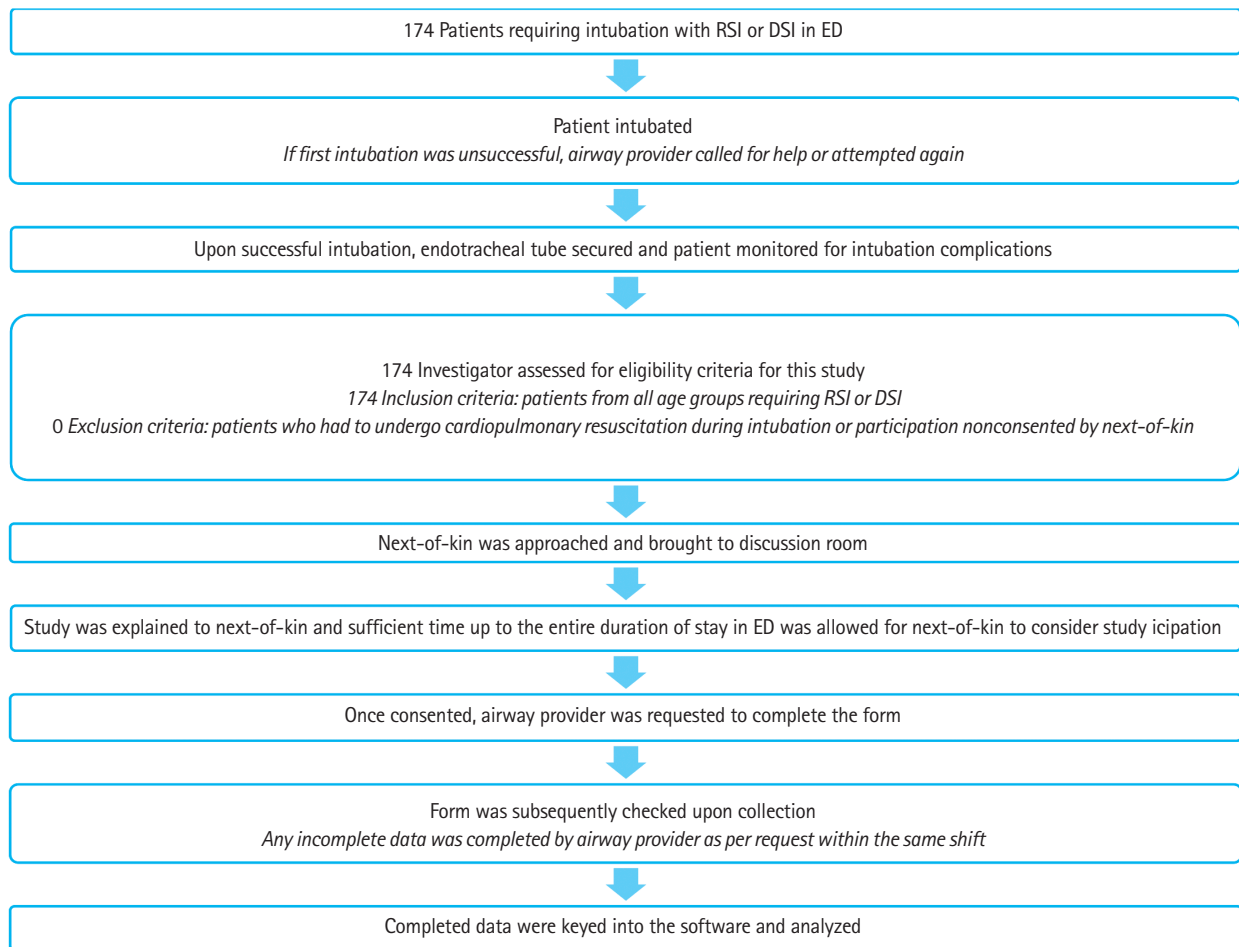 174 Patients requiring intubation with RSI or DSI in ED
Patient intubated
If first intubation was unsuccessful, airway provider called for help or attempted again
Upon successful intubation, endotracheal tube secured and patient monitored for intubation complications
174 Investigator assessed for eligibility criteria for this study
174 Inclusion criteria: patients from all age groups requiring RSI or DSI
0 Exclusion criteria: patients who had to undergo cardiopulmonary resuscitation during intubation or participation nonconsented by next-of-kin
Next-of-kin was approached and brought to discussion room
Study was explained to next-of-kin and sufficient time up to the entire duration of stay in ED was allowed for next-of-kin to consider study icipation
Once consented, airway provider was requested to complete the form
Form was subsequently checked upon collection
Any incomplete data was completed by airway provider as per request within the same shift
Completed data were keyed into the software and analyzed